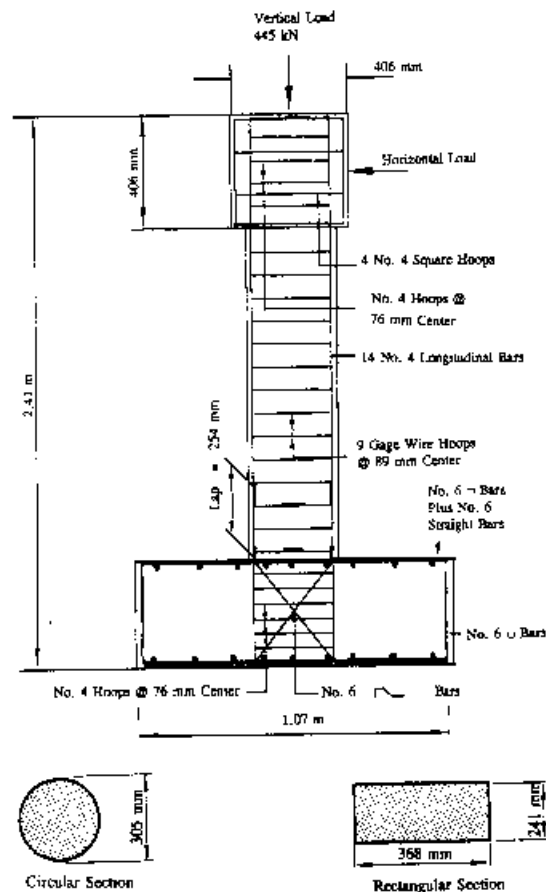 Vertical Load
445 kN
406 mm
406 mm
Horizontal Load
4 No. 4 Square Hoops
No. 4 Hoops @
76 mm Center
14 No. 4 Longitudinal Bars
2.41 m
Lap = 254 mm
9 Gage Wire Hoops
@ 89 mm Center
No. 6 ¬ Bars
Plus No. 6
Straight Bars
No. 6 ∪ Bars
No. 4 Hoops @ 76 mm Center
No. 6 Bars
1.07 m
305 mm
Circular Section
241 mm
368 mm
Rectangular Section